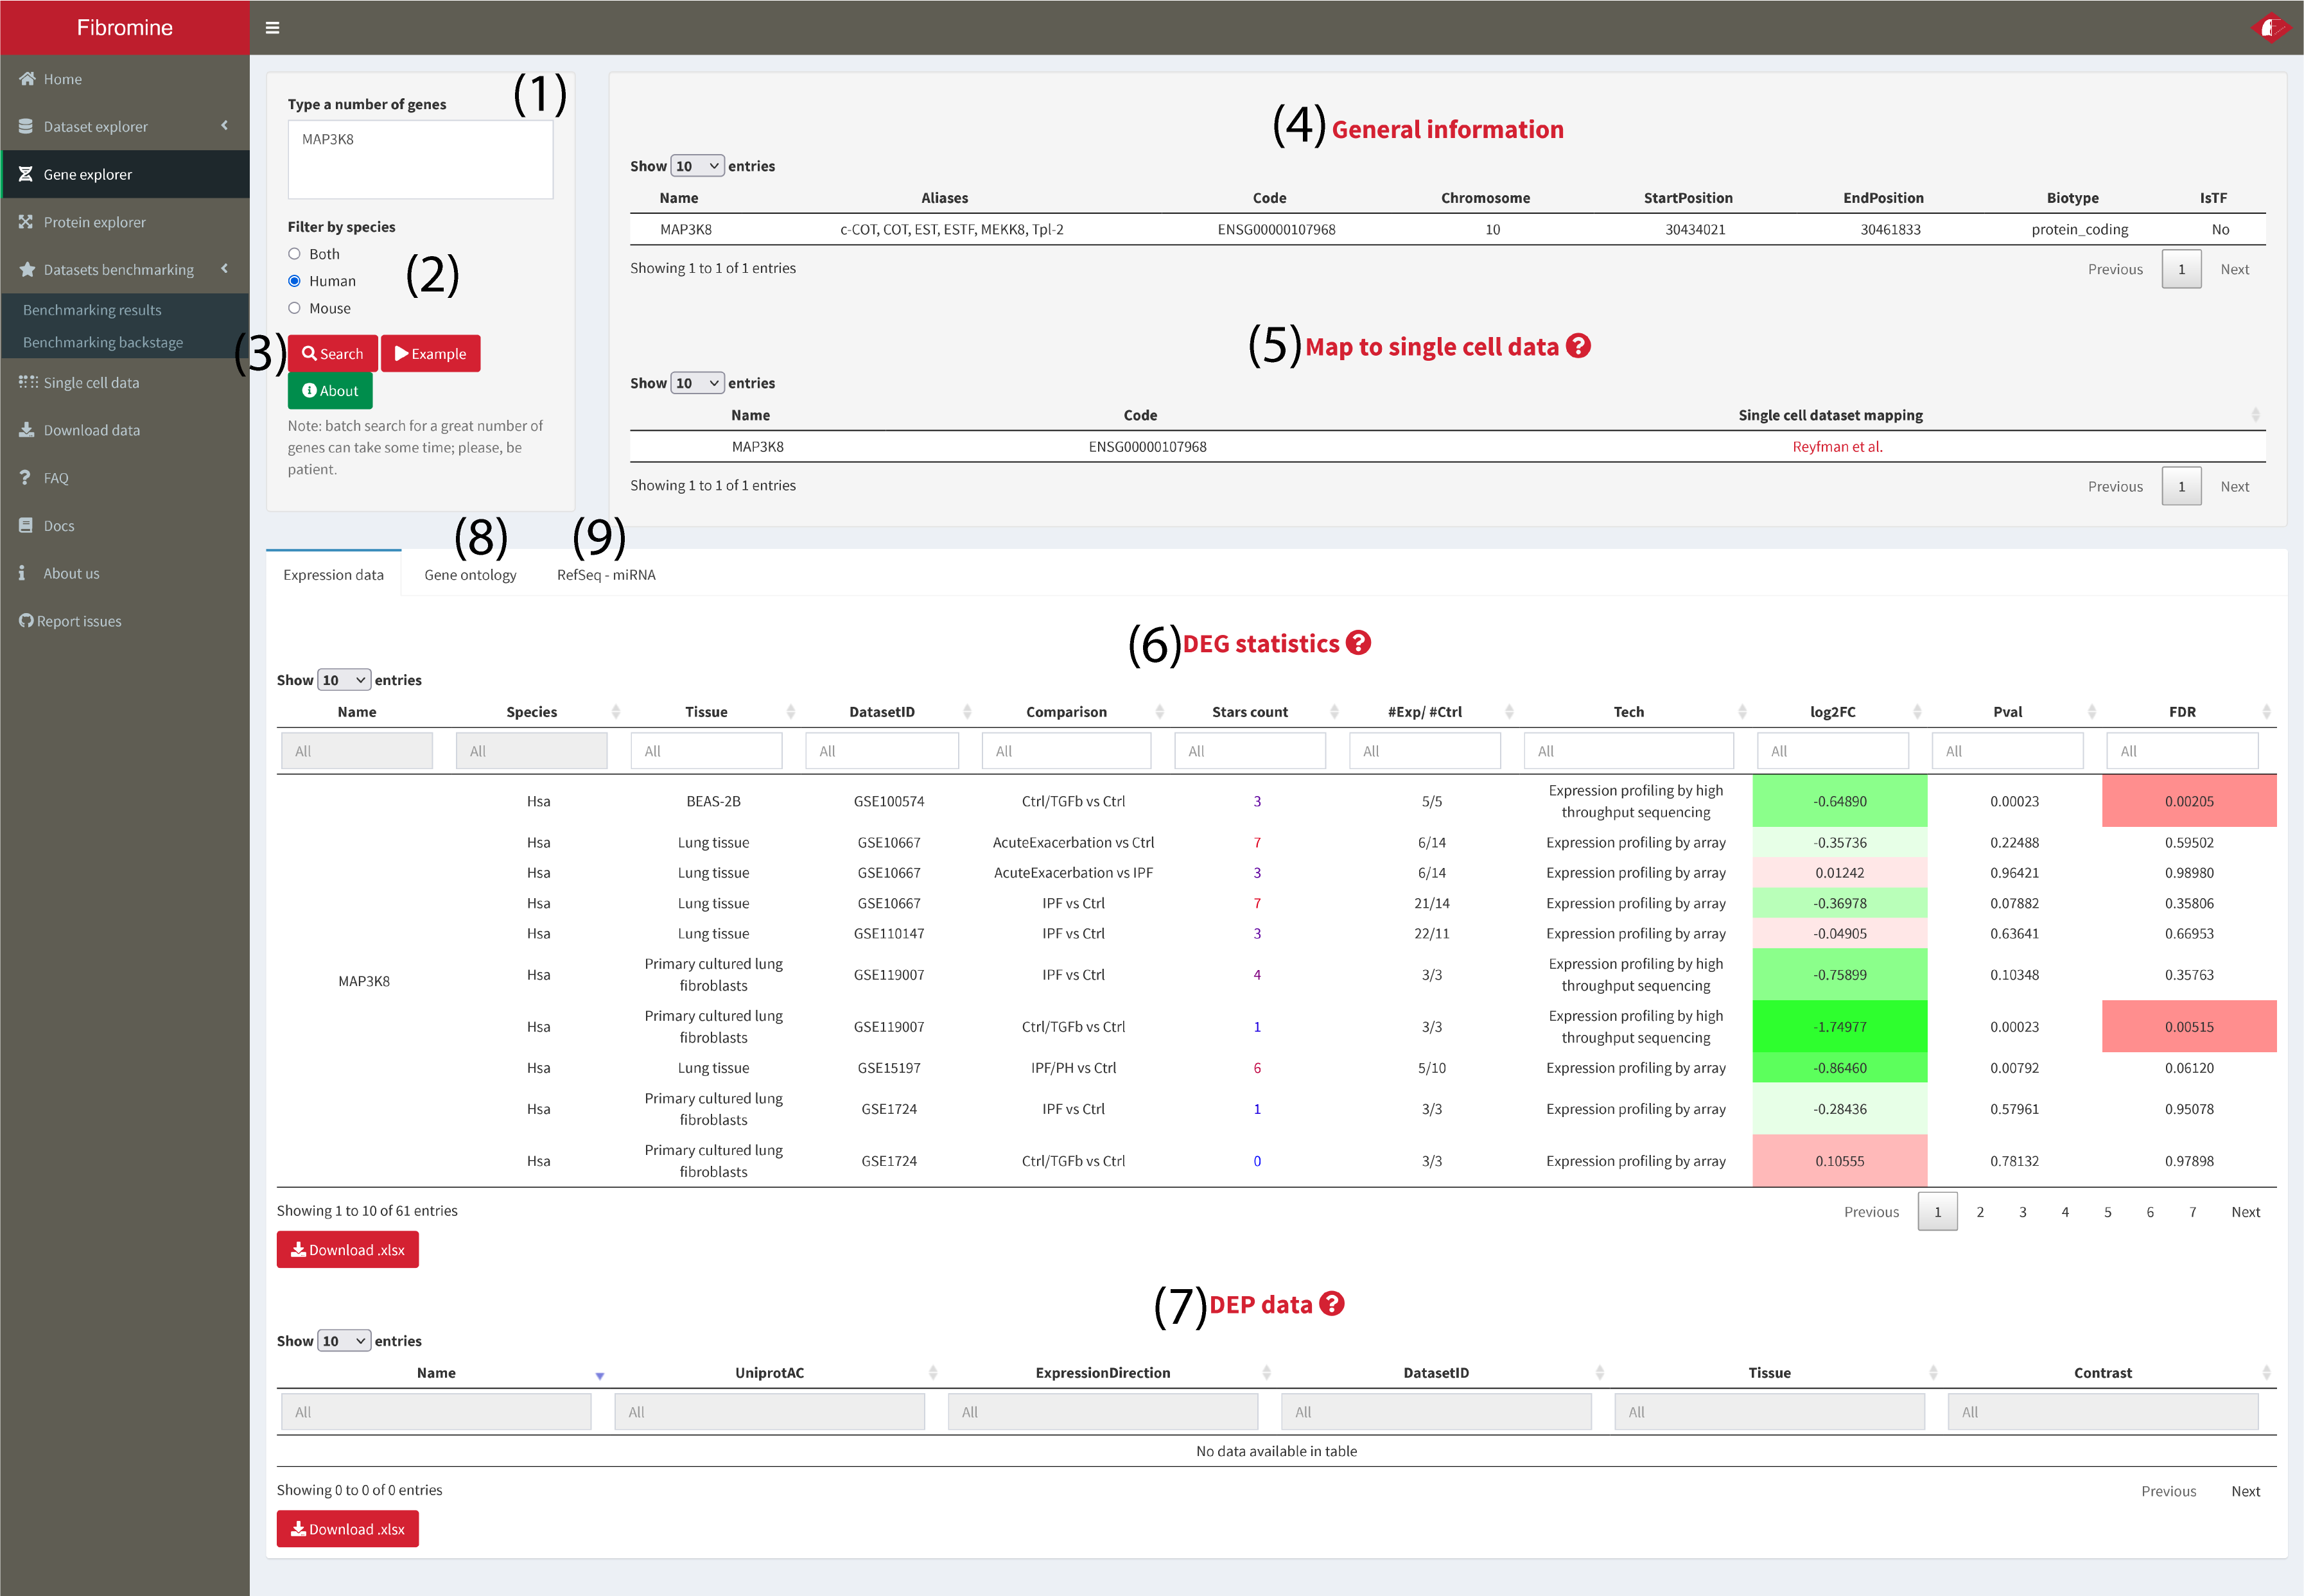 Fibromine
Home
Dataset explorer
Gene explorer
Protein explorer
Datasets benchmarking
Benchmarking results
Benchmarking backstage
Single cell data
Download data
FAQ
Docs
About us
Report issues
(1)
Type a number of genes
MAP3K8
Filter by species
Both
(2)
Human
Mouse
(3) Search Example
About
Note: batch search for a great number of
genes can take some time; please, be
patient.
(4) General information
Show 10 entries
Name Aliases Code Chromosome StartPosition EndPosition Biotype IsTF
MAP3K8 c-COT, COT, EST, ESTF, MEKK8, Tpl-2 ENSG00000107968 10 30434021 30461833 protein_coding No
Showing 1 to 1 of 1 entries Previous 1 Next
(5) Map to single cell data
Show 10 entries
Name Code Single cell dataset mapping
MAP3K8 ENSG00000107968 Reyfman et al.
Showing 1 to 1 of 1 entries Previous 1 Next
(8) (9)
Expression data Gene ontology RefSeq - miRNA
(6) DEG statistics
Show 10 entries
Name Species Tissue DatasetID Comparison Stars count #Exp/ #Ctrl Tech log2FC Pval FDR
All All All All All All All All All All All
Hsa BEAS-2B GSE100574 Ctrl/TGFb vs Ctrl 3 5/5 Expression profiling by high throughput sequencing -0.64890 0.00023 0.00205
Hsa Lung tissue GSE10667 AcuteExacerbation vs Ctrl 7 6/14 Expression profiling by array -0.35736 0.22488 0.59502
Hsa Lung tissue GSE10667 AcuteExacerbation vs IPF 3 6/14 Expression profiling by array 0.01242 0.96421 0.98980
Hsa Lung tissue GSE10667 IPF vs Ctrl 7 21/14 Expression profiling by array -0.36978 0.07882 0.35806
Hsa Lung tissue GSE110147 IPF vs Ctrl 3 22/11 Expression profiling by array -0.04905 0.63641 0.66953
MAP3K8
Hsa Primary cultured lung fibroblasts GSE119007 IPF vs Ctrl 4 3/3 Expression profiling by high throughput sequencing -0.75899 0.10348 0.35763
Hsa Primary cultured lung fibroblasts GSE119007 Ctrl/TGFb vs Ctrl 1 3/3 Expression profiling by high throughput sequencing -1.74977 0.00023 0.00515
Hsa Lung tissue GSE15197 IPF/PH vs Ctrl 6 5/10 Expression profiling by array -0.86460 0.00792 0.06120
Hsa Primary cultured lung fibroblasts GSE1724 IPF vs Ctrl 1 3/3 Expression profiling by array -0.28436 0.57961 0.95078
Hsa Primary cultured lung fibroblasts GSE1724 Ctrl/TGFb vs Ctrl 0 3/3 Expression profiling by array 0.10555 0.78132 0.97898
Showing 1 to 10 of 61 entries Previous 1 2 3 4 5 6 7 Next
Download .xlsx
(7) DEP data
Show 10 entries
Name UniprotAC ExpressionDirection DatasetID Tissue Contrast
All All All All All All
No data available in table
Showing 0 to 0 of 0 entries Previous Next
Download .xlsx